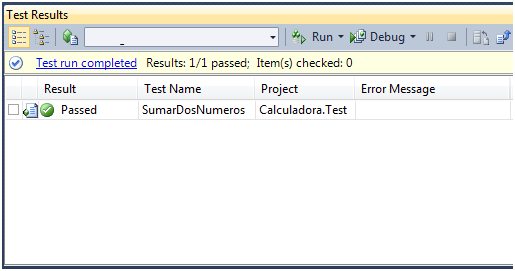 Test Results
Run Debug
Test run completed Results: 1/1 passed; Item(s) checked: 0
Result Test Name Project Error Message
Passed SumarDosNumeros Calculadora.Test